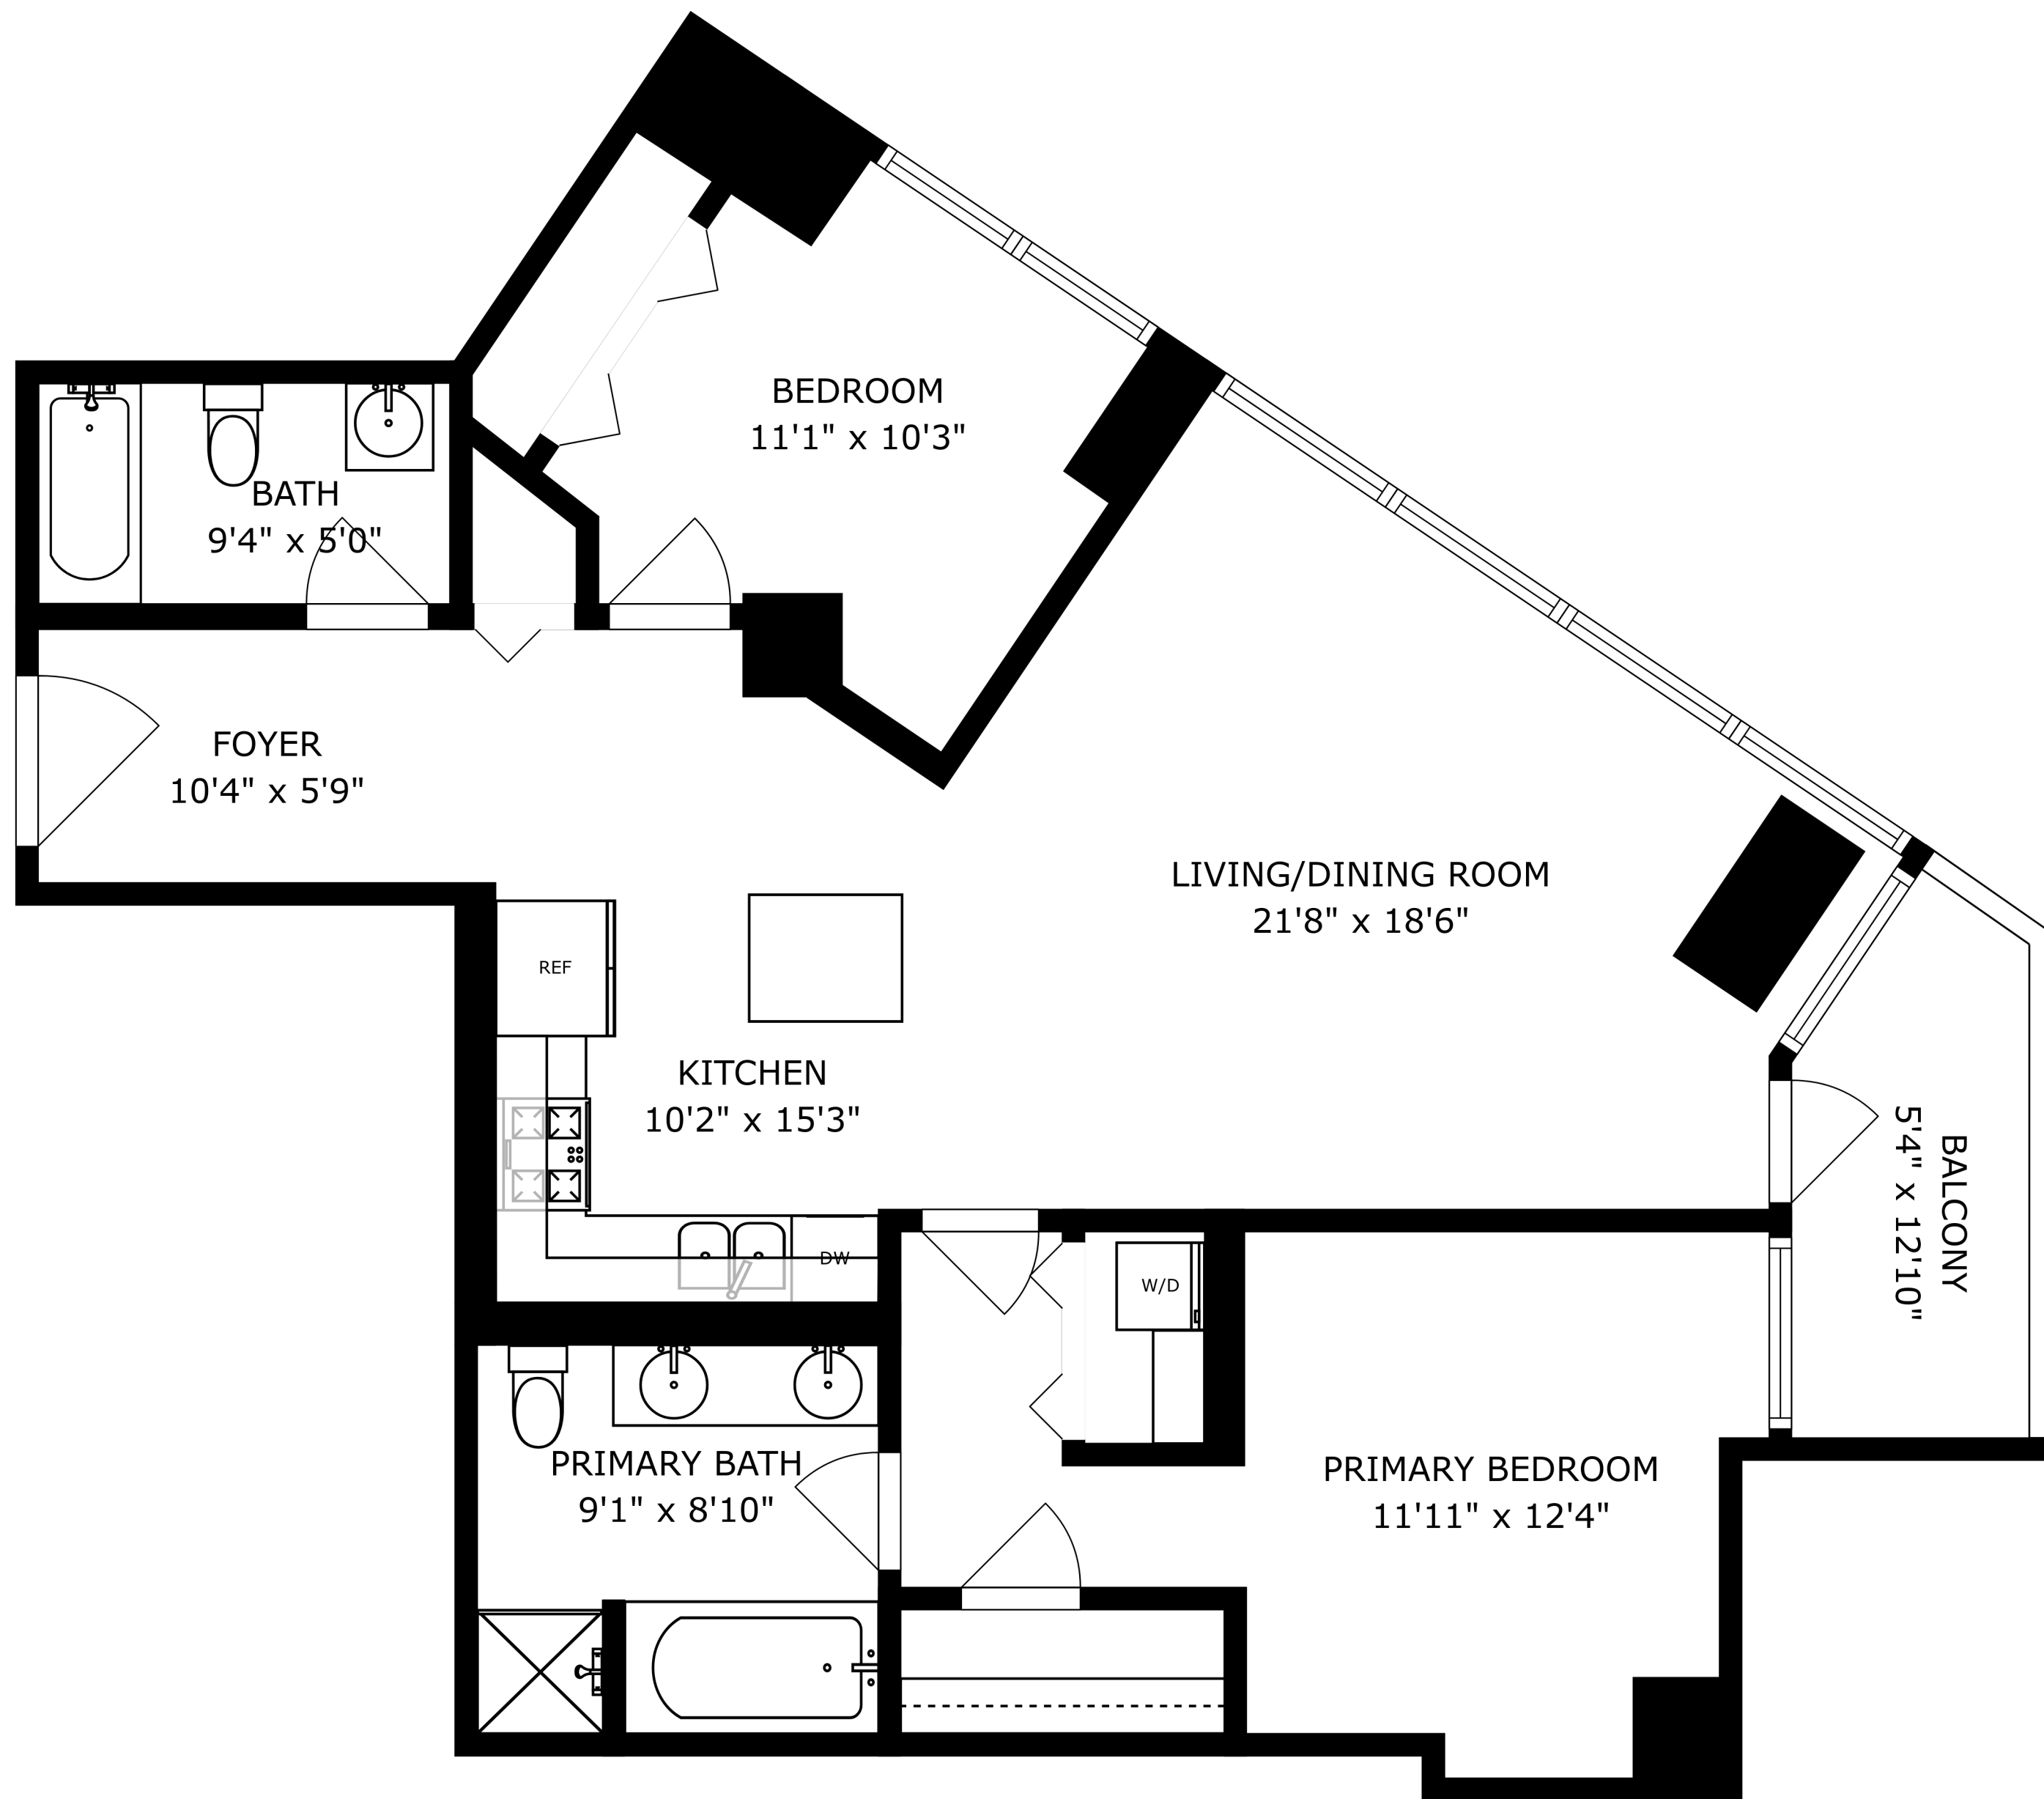 BEDROOM
11'1" x 10'3"
BATH
9'4" x 5'0"
FOYER
10'4" x 5'9"
LIVING/DINING ROOM
21'8" x 18'6"
REF
KITCHEN
10'2" x 15'3"
DW
W/D
BALCONY
5'4" x 12'10"
PRIMARY BATH
9'1" x 8'10"
PRIMARY BEDROOM
11'11" x 12'4"